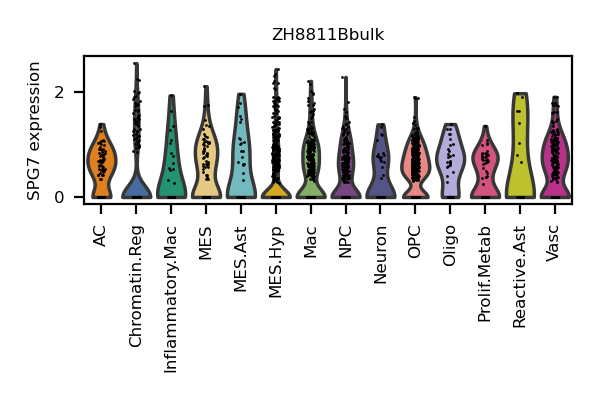 ZH8811Bbulk
SPG7 expression
2
0
AC
Chromatin.Reg
Inflammatory.Mac
MES
MES.Ast
MES.Hyp
Mac
NPC
Neuron
OPC
Oligo
Prolif.Metab
Reactive.Ast
Vasc